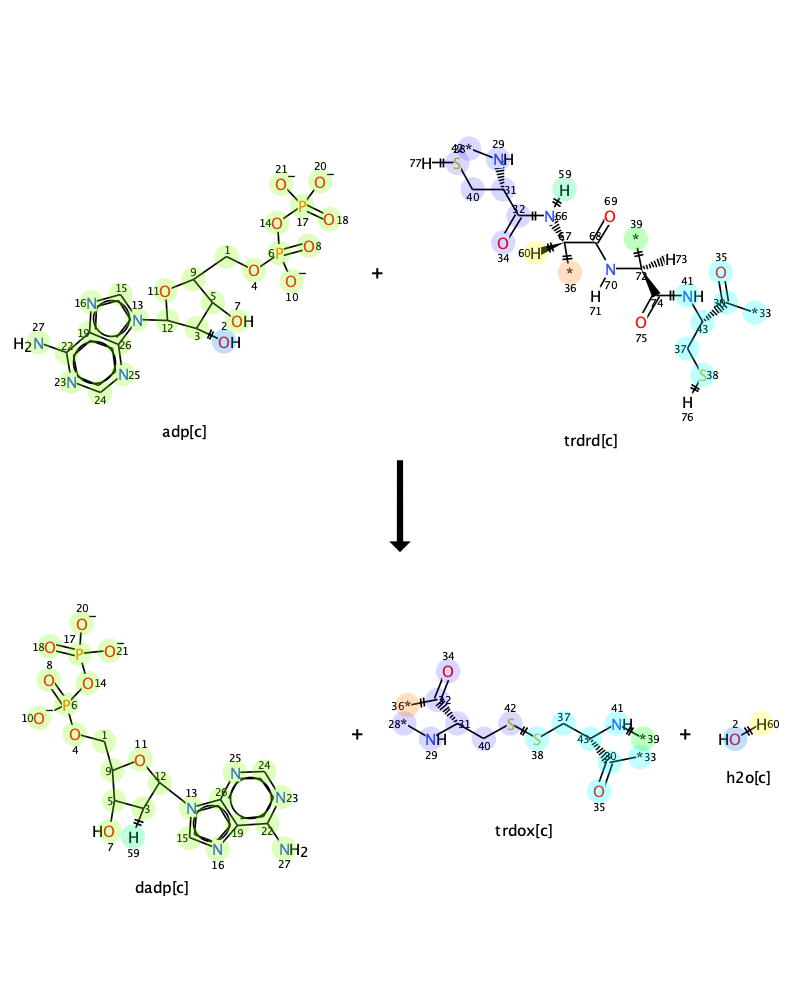 21 − 20 −
O O
17
14 O P O 18
6 P O 8
1 O 4 O −
10
9
11 O 5 7
16 N 15 13 N 12 3 OH 2
OH
27 19 26
H2N 22 N 25
23 N 24
adp[c]
+
42 28 * 29
77 H S NH
40 31 59 H
32 N 66 69 O
O 34 60 H 67 68 39 *
* 36 N 70 72 H 73
H 71 74 41 NH 35 O
O 75 43 30 * 33
37
S 38
H 76
trdrd[c]
20
O −
18 O 17 P O − 21
8 O 14 O
10 O − P 6
O 4 1
11 O 25 24
9 12 N
5 13 N 26 N 23
3 19
HO H 15 N 22
7 59 16 NH2
27
dadp[c]
+
34
O
36 * 32
28 * 31 42 37 41
NH S S NH * 39
29 40 38 43 30 * 33
O
35
trdox[c]
+
2 H 60
HO
h2o[c]